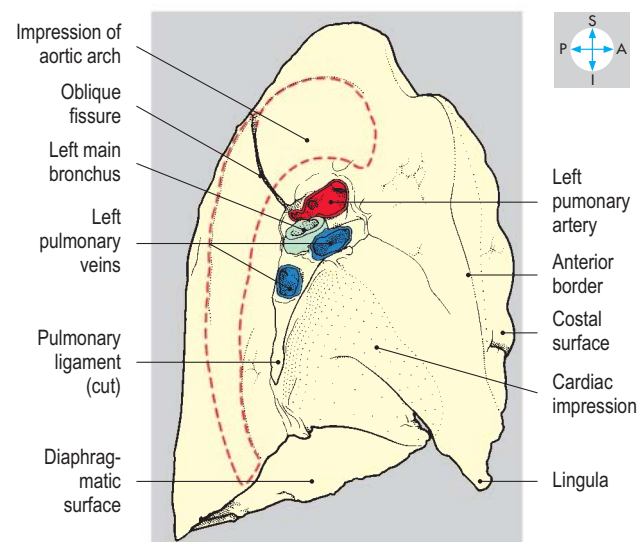 Impression of
aortic arch
Oblique
fissure
Left main
bronchus
Left
pulmonary
veins
Pulmonary
ligament
(cut)
Diaphrag-
matic
surface
S
P A
I
Left
pumonary
artery
Anterior
border
Costal
surface
Cardiac
impression
Lingula